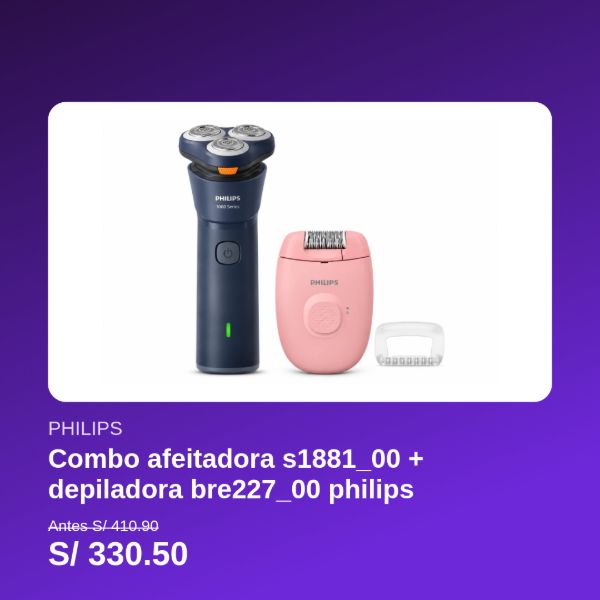 PHILIPS
1000 Series
PHILIPS
PHILIPS
Combo afeitadora s1881_00 +
depiladora bre227_00 philips
Antes S/ 410.90
S/ 330.50